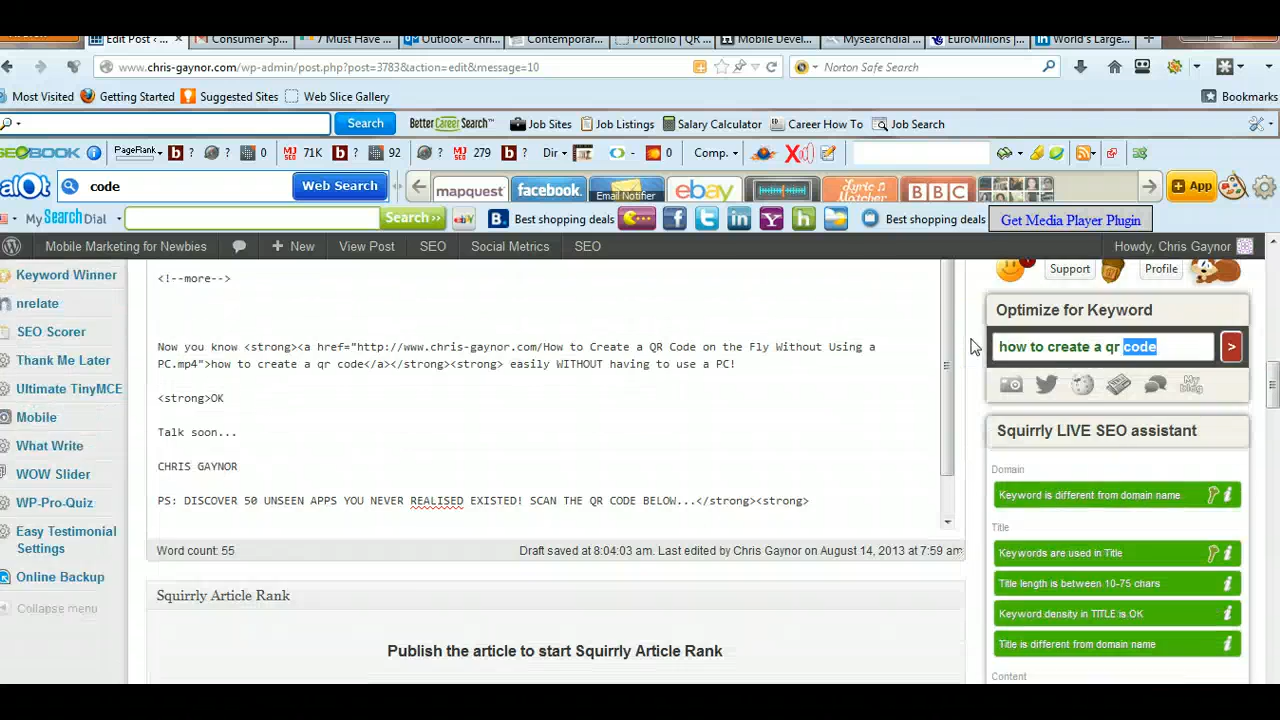 Edit Post ‹ ...
Consumer Sp...
7 Must Have ...
Outlook - chri...
Contemporar...
Portfolio | QR ...
Mobile Devel...
Mysearchdial ...
EuroMillions | ...
World's Large...
www.chris-gaynor.com/wp-admin/post.php?post=3783&action=edit&message=10
Norton Safe Search
Most Visited
Getting Started
Suggested Sites
Web Slice Gallery
Bookmarks
Search
BetterCareerSearch™
Job Sites
Job Listings
Salary Calculator
Career How To
Job Search
SEOBOOK
PageRank
0
71K
92
279
Dir
0
Comp.
alOt
code
Web Search
mapquest
facebook.
Email Notifier
ebay
Lyric Matcher
BBC
App
My Search Dial
Search>>
Best shopping deals
Best shopping deals
Get Media Player Plugin
Mobile Marketing for Newbies
New
View Post
SEO
Social Metrics
SEO
Howdy, Chris Gaynor
Keyword Winner
nrelate
SEO Scorer
Thank Me Later
Ultimate TinyMCE
Mobile
What Write
WOW Slider
WP-Pro-Quiz
Easy Testimonial
Settings
Online Backup
Collapse menu
<!--more-->
Now you know <strong><a href="http://www.chris-gaynor.com/How to Create a QR Code on the Fly Without Using a
PC.mp4">how to create a qr code</a></strong><strong> easily WITHOUT having to use a PC!
<strong>OK
Talk soon...
CHRIS GAYNOR
PS: DISCOVER 50 UNSEEN APPS YOU NEVER REALISED EXISTED! SCAN THE QR CODE BELOW...</strong><strong>
Word count: 55
Draft saved at 8:04:03 am. Last edited by Chris Gaynor on August 14, 2013 at 7:59 am
Squirrly Article Rank
Publish the article to start Squirrly Article Rank
Support
Profile
Optimize for Keyword
how to create a qr code
>
My blog
Squirrly LIVE SEO assistant
Domain
Keyword is different from domain name
Title
Keywords are used in Title
Title length is between 10-75 chars
Keyword density in TITLE is OK
Title is different from domain name
Content